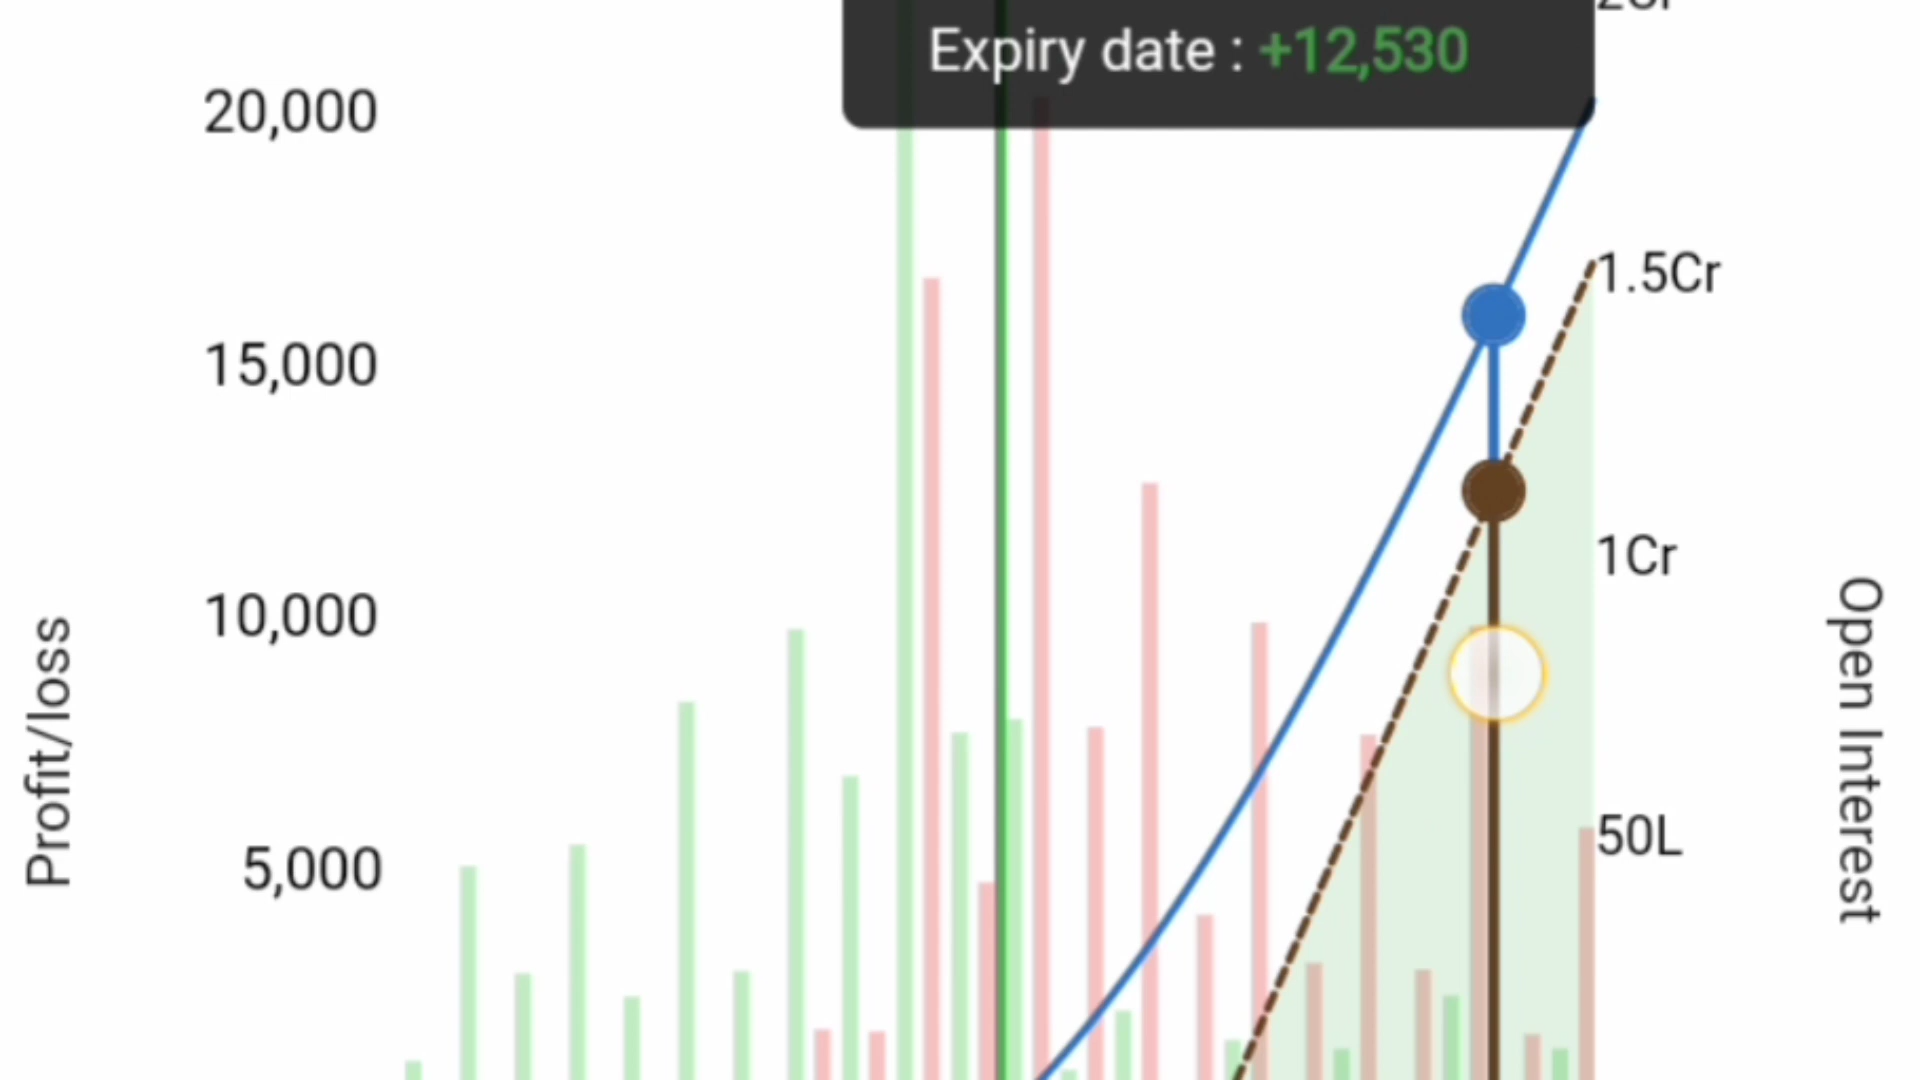 Expiry date : +12,530
20,000
15,000
10,000
5,000
Profit/loss
1.5Cr
1Cr
50L
Open Interest